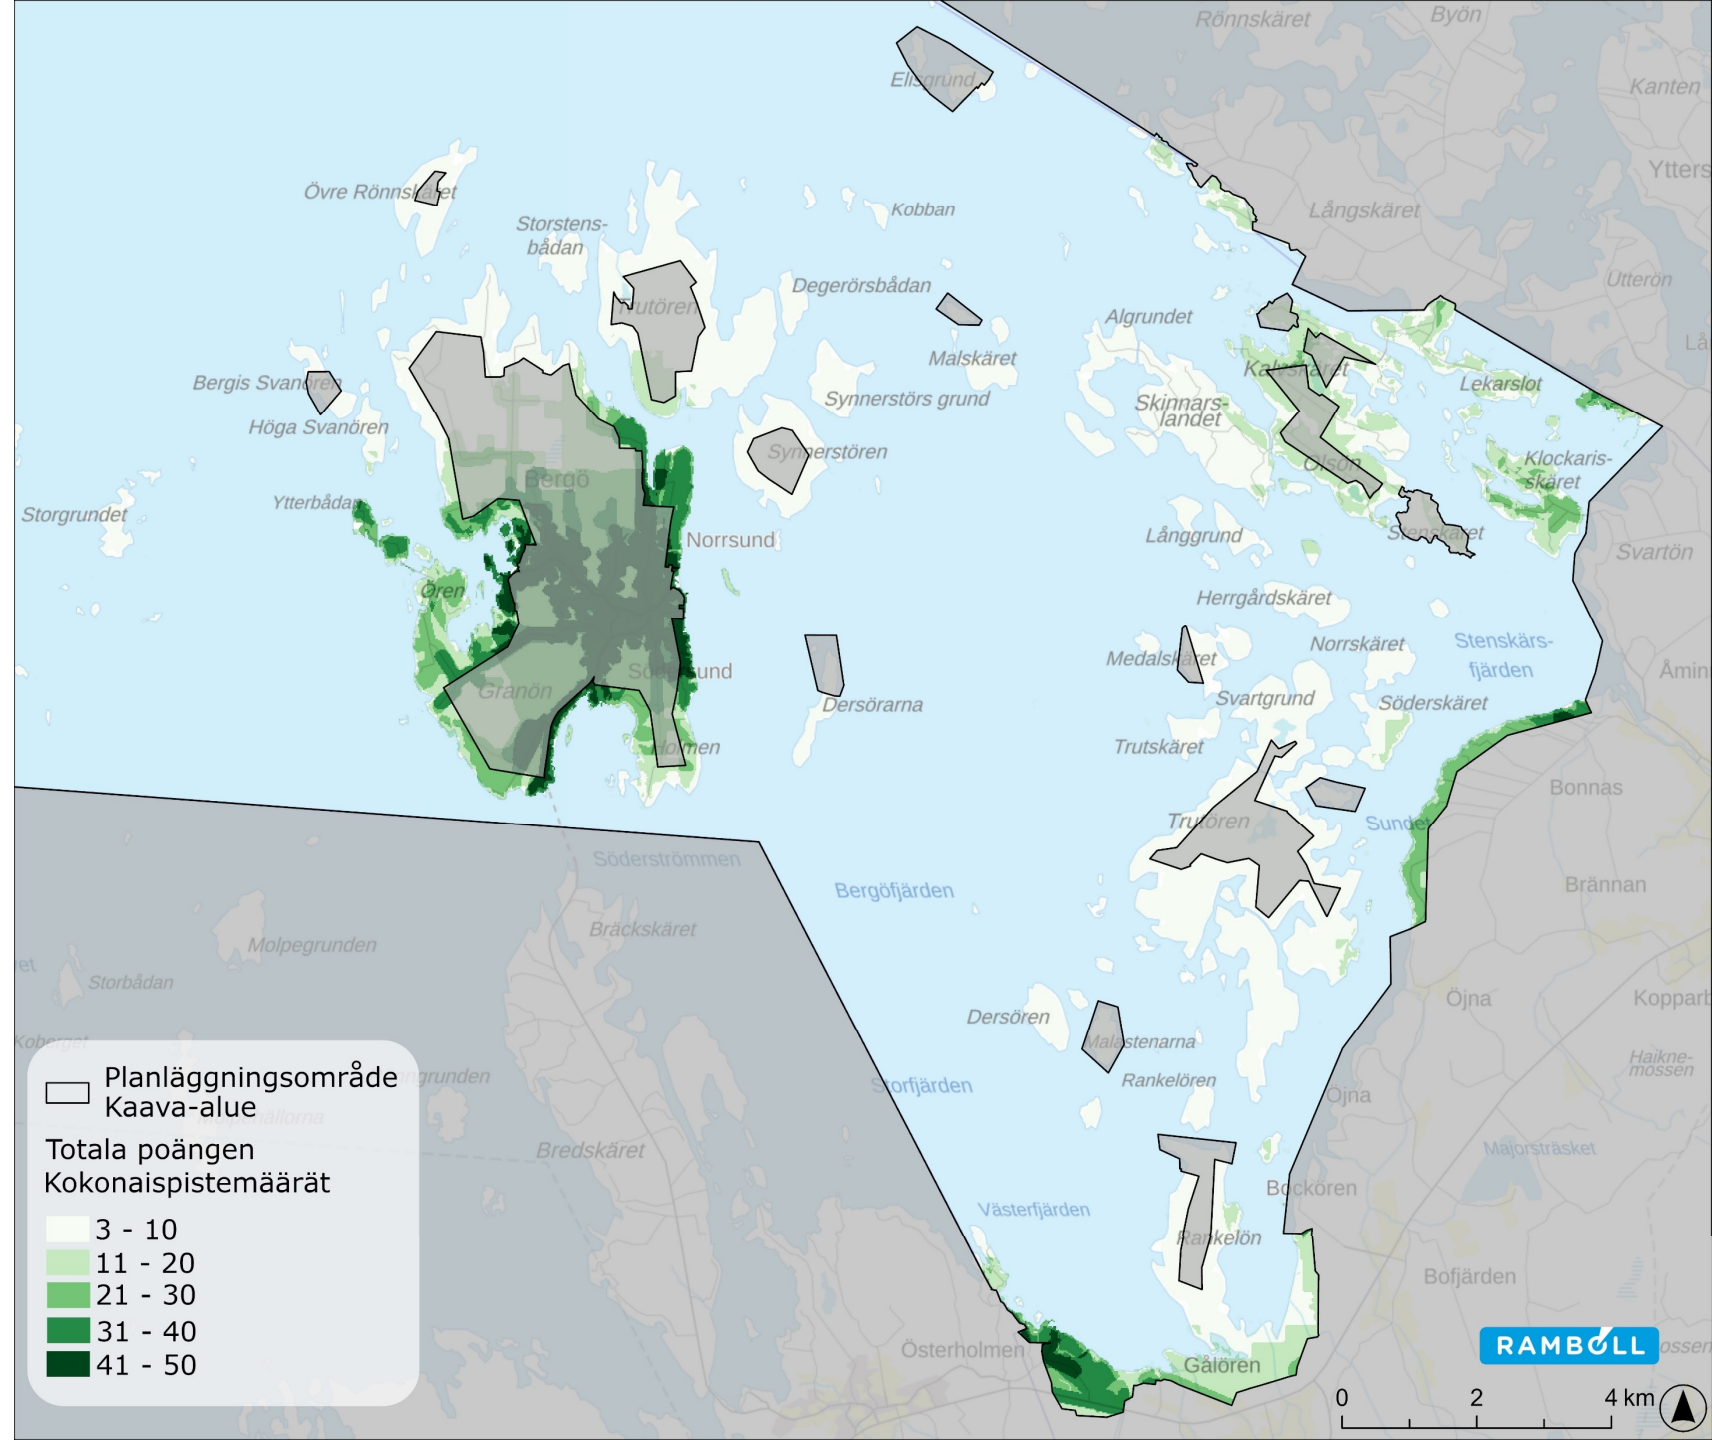 Rönnskäret
Byön
Elisgrund
Kanten
Ytters
Övre Rönnskäret
Kobban
Långskäret
Storstens-
bådan
Degerörsbådan
Utterön
Trutören
Algrundet
Malskäret
Kalvskäret
Lekarslot
Bergis Svanören
Synnerstörs grund
Skinnars-
landet
Höga Svanören
Synnerstören
Olsön
Klockaris-
skäret
Bergö
Ytterbådan
Storgrundet
Norrsund
Långgrund
Stenskäret
Svartön
Ören
Herrgårdskäret
Norrskäret
Stenskärs-
fjärden
Medalskäret
Södersund
Granön
Dersörarna
Svartgrund
Söderskäret
Holmen
Trutskäret
Bonnas
Trutören
Söderströmmen
Bergöfjärden
Brännan
Bräckskäret
Molpegrunden
Storbådan
Öjna
Dersören
Malastenarna
Rankelören
Storfjärden
Öjna
Haikne-
mossen
Bredskäret
Majorsträsket
Västerfjärden
Bockören
Rankelön
Bofjärden
Österholmen
Gålören
Planläggningsområde
Kaava-alue
Totala poängen
Kokonaispistemäärät
3 - 10
11 - 20
21 - 30
31 - 40
41 - 50
RAMBOLL
0 2 4 km